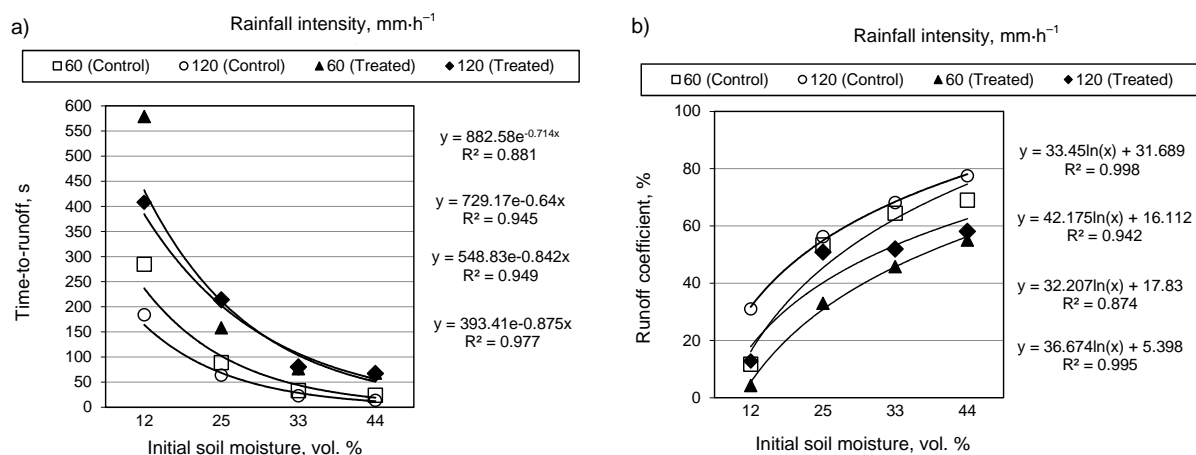 a)
Rainfall intensity, mm·h⁻¹
60 (Control) 120 (Control) 60 (Treated) 120 (Treated)
600
550
500
450
400
350
300
250
200
150
100
50
0
Time-to-runoff, s
12 25 33 44
Initial soil moisture, vol. %
y = 882.58e⁻⁰·⁷¹⁴ˣ
R² = 0.881
y = 729.17e-0.64x
R² = 0.945
y = 548.83e-0.842x
R² = 0.949
y = 393.41e-0.875x
R² = 0.977
b)
Rainfall intensity, mm·h⁻¹
60 (Control) 120 (Control) 60 (Treated) 120 (Treated)
100
80
60
40
20
0
Runoff coefficient, %
12 25 33 44
Initial soil moisture, vol. %
y = 33.45ln(x) + 31.689
R² = 0.998
y = 42.175ln(x) + 16.112
R² = 0.942
y = 32.207ln(x) + 17.83
R² = 0.874
y = 36.674ln(x) + 5.398
R² = 0.995